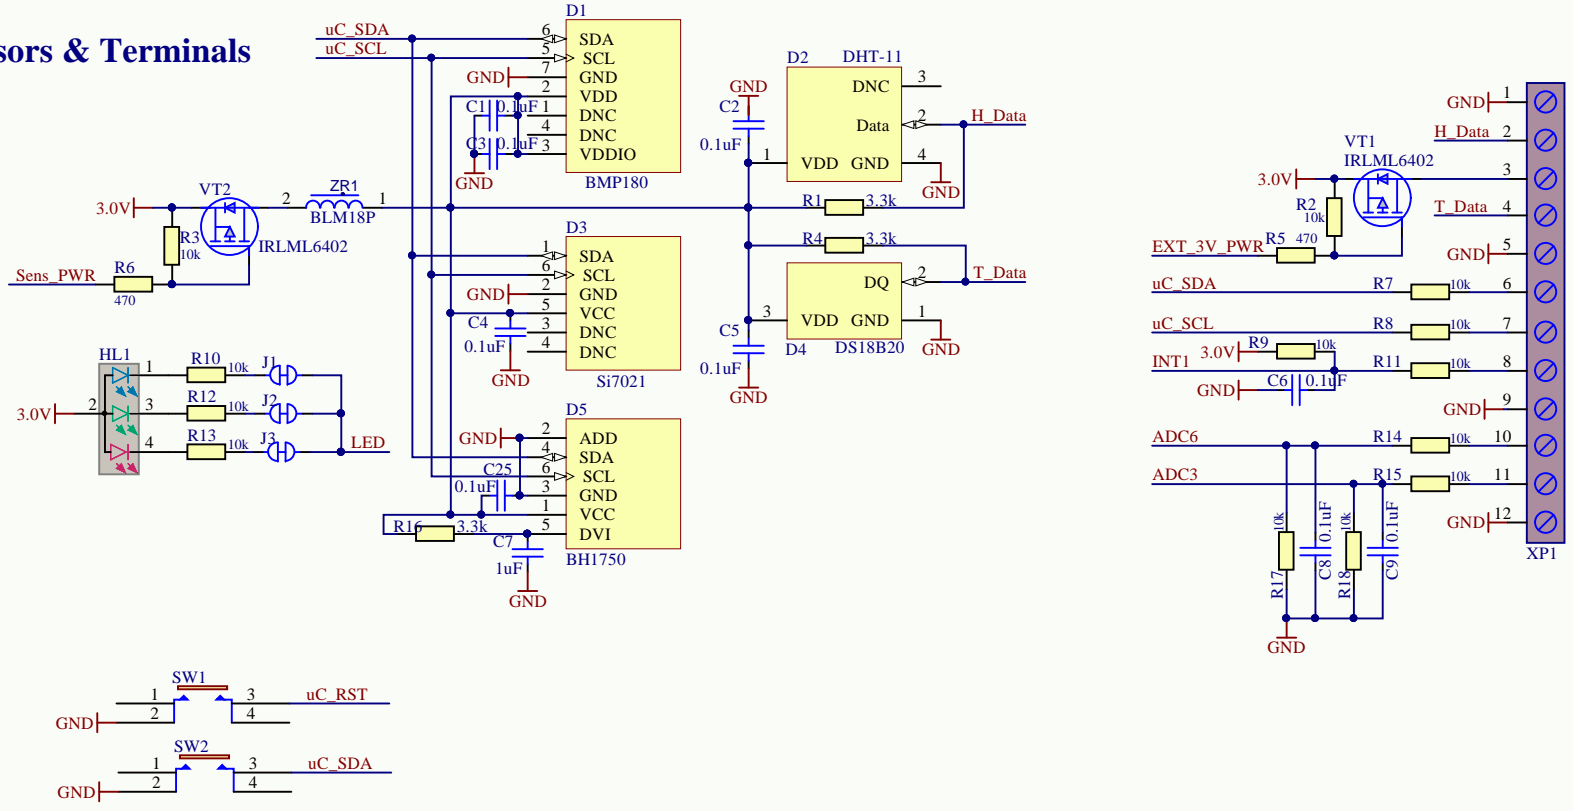 sors & Terminals
uC_SDA
uC_SCL
D1
6 SDA
5 SCL
GND 7 GND
2 VDD
C1 0.1uF 1 DNC
4 DNC
C3 0.1uF 3 VDDIO
GND
BMP180
D2 DHT-11
DNC 3
GND
C2
0.1uF
Data 2 H_Data
1 VDD GND 4
GND
R1 3.3k
R4 3.3k
DQ 2 T_Data
3 VDD GND 1
D4 DS18B20
GND
C5
0.1uF
GND
VT2
ZR1
3.0V 2 1
BLM18P
R3
10k
IRLML6402
Sens_PWR R6
470
D3
1 SDA
6 SCL
GND 2 GND
5 VCC
C4 3 DNC
0.1uF 4 DNC
GND
Si7021
HL1
1 R10 10k J1
3.0V 2 3 R12 10k J2
4 R13 10k J3 LED
D5
GND 2 ADD
4 SDA
6 SCL
C25
0.1uF 3 GND
1 VCC
R16 3.3k 5 DVI
C7
1uF
GND
BH1750
SW1
1 3 uC_RST
GND 2 4
SW2
1 3 uC_SDA
GND 2 4
GND 1
H_Data 2
VT1
IRLML6402
3.0V 3
R2
10k
T_Data 4
EXT_3V_PWR R5 470
GND 5
uC_SDA R7 10k 6
uC_SCL R8 10k 7
3.0V R9 10k
INT1 R11 10k 8
GND C6 0.1uF
GND 9
ADC6 R14 10k 10
ADC3 R15 10k 11
GND 12
XP1
R17 10k
C8 0.1uF
R18 10k
C9 0.1uF
GND